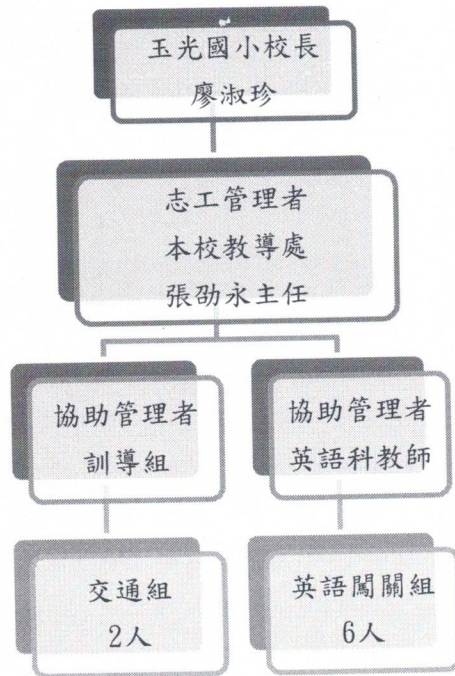 玉光國小校長
廖淑珍
志工管理者
本校教導處
張劭永主任
協助管理者
訓導組
協助管理者
英語科教師
交通組
2人
英語闖關組
6人